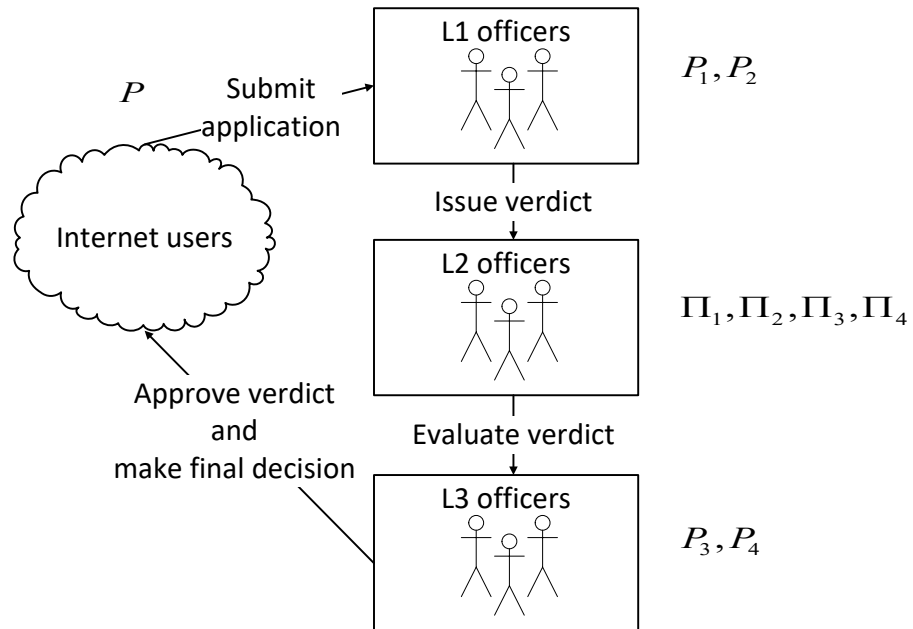 L1 officers
P
Submit
application
P₁, P₂
Issue verdict
Internet users
L2 officers
Π₁, Π₂, Π₃, Π₄
Approve verdict
and
make final decision
Evaluate verdict
L3 officers
P₃, P₄